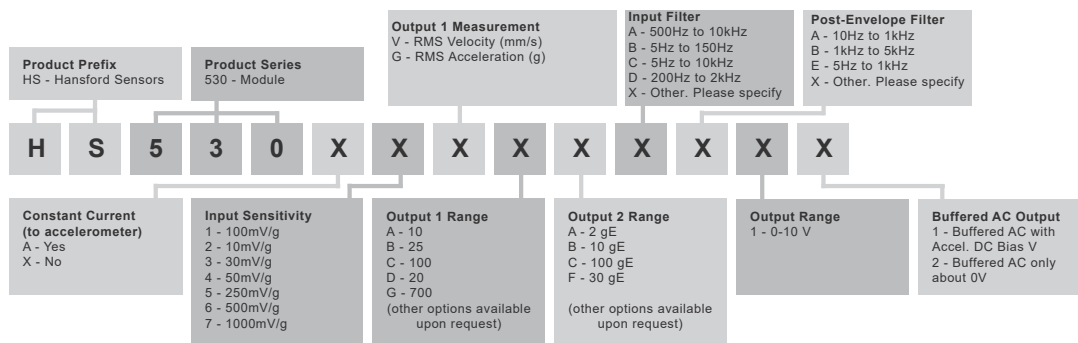 Output 1 Measurement
V - RMS Velocity (mm/s)
G - RMS Acceleration (g)
Input Filter
A - 500Hz to 10kHz
B - 5Hz to 150Hz
C - 5Hz to 10kHz
D - 200Hz to 2kHz
X - Other. Please specify
Post-Envelope Filter
A - 10Hz to 1kHz
B - 1kHz to 5kHz
E - 5Hz to 1kHz
X - Other. Please specify
Product Prefix
HS - Hansford Sensors
Product Series
530 - Module
H S 5 3 0 X X X X X X X X X
Constant Current
(to accelerometer)
A - Yes
X - No
Input Sensitivity
1 - 100mV/g
2 - 10mV/g
3 - 30mV/g
4 - 50mV/g
5 - 250mV/g
6 - 500mV/g
7 - 1000mV/g
Output 1 Range
A - 10
B - 25
C - 100
D - 20
G - 700
(other options available
upon request)
Output 2 Range
A - 2 gE
B - 10 gE
C - 100 gE
F - 30 gE
(other options available
upon request)
Output Range
1 - 0-10 V
Buffered AC Output
1 - Buffered AC with
Accel. DC Bias V
2 - Buffered AC only
about 0V